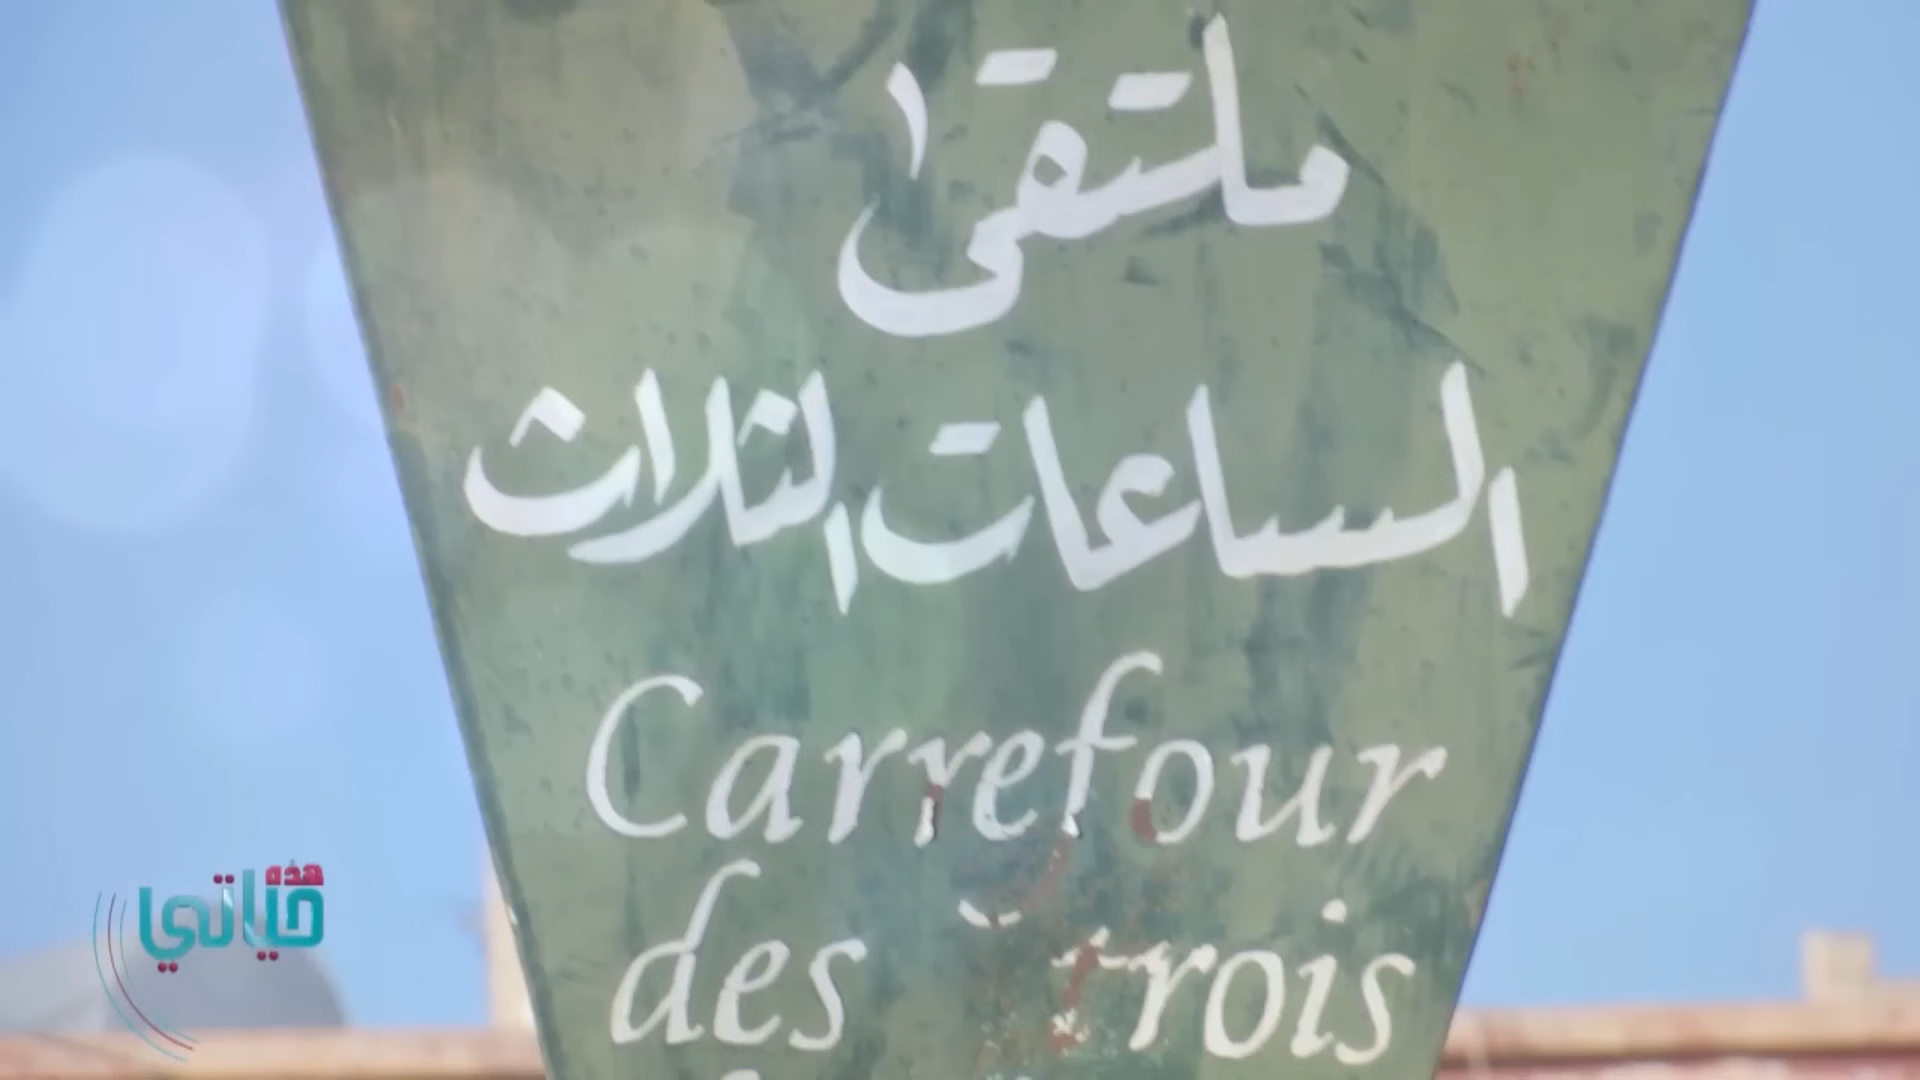 ملتقى
الساعات الثلاث
Carrefour
des Trois
هذه
حياتي